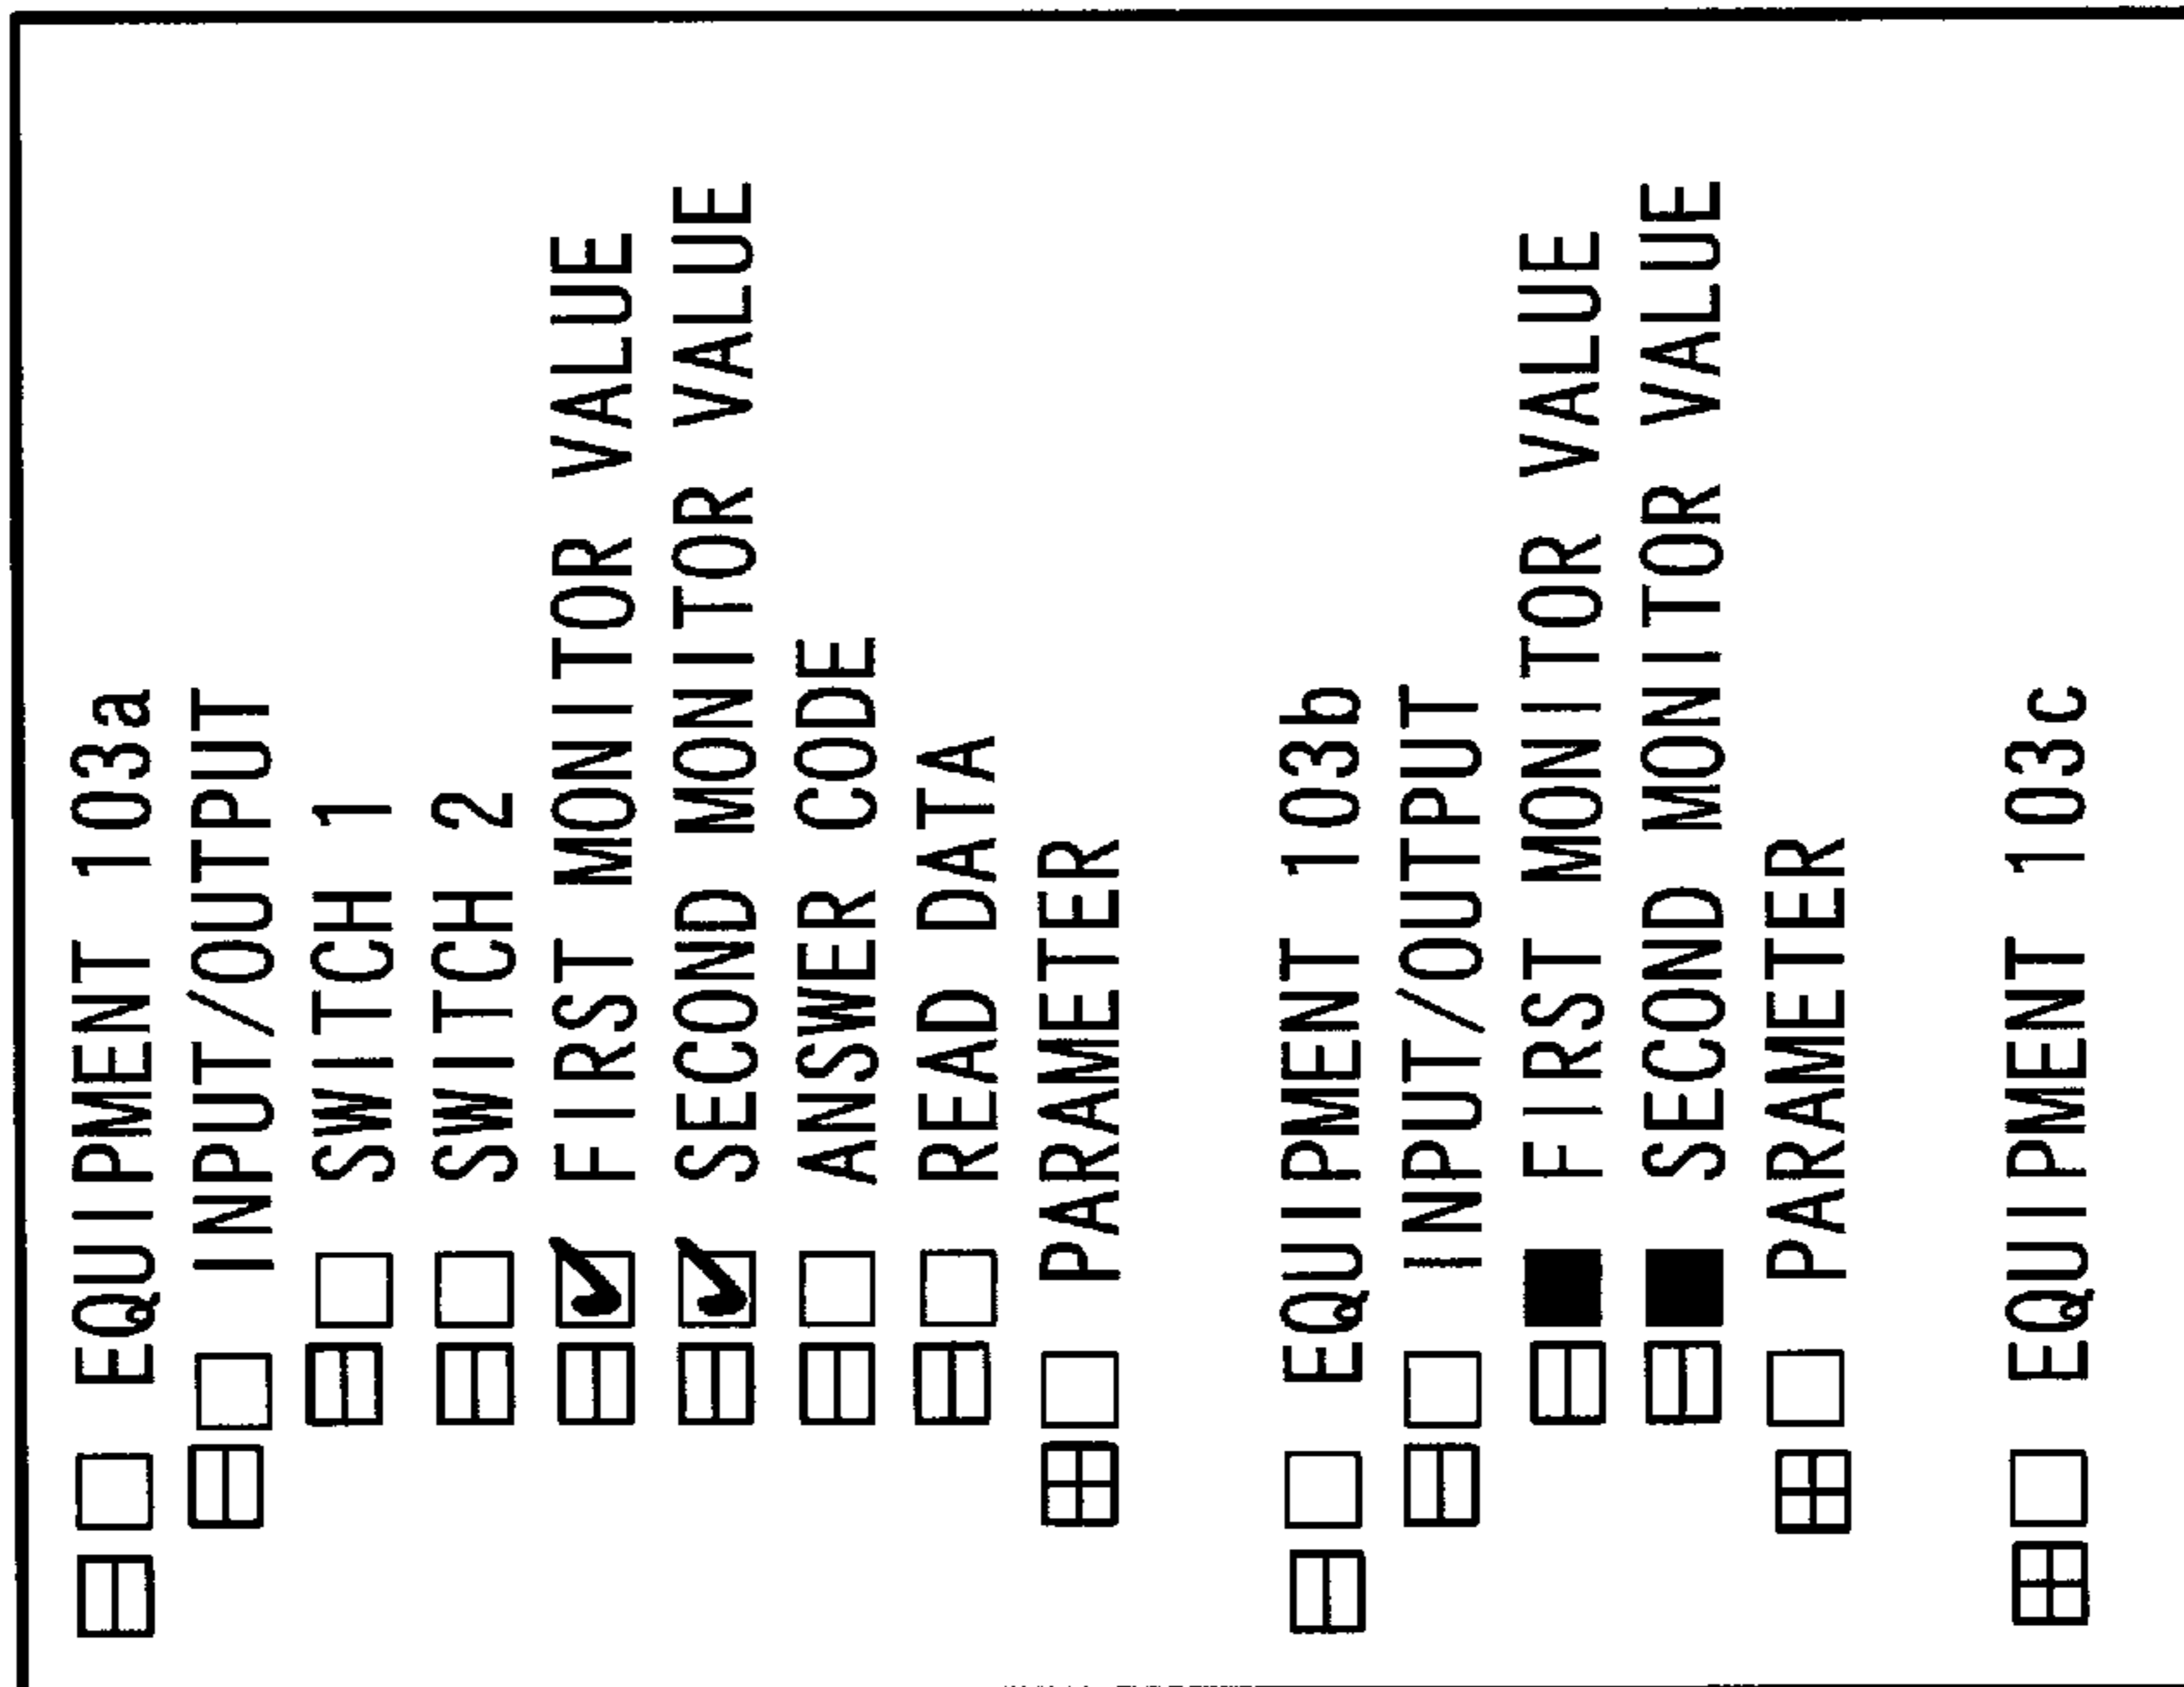 EQUIPMENT 103a
INPUT/OUTPUT
SWITCH 1
SWITCH 2
FIRST MONITOR VALUE
SECOND MONITOR VALUE
ANSWER CODE
READ DATA
PARAMETER
EQUIPMENT 103b
INPUT/OUTPUT
FIRST MONITOR VALUE
SECOND MONITOR VALUE
PARAMETER
EQUIPMENT 103c